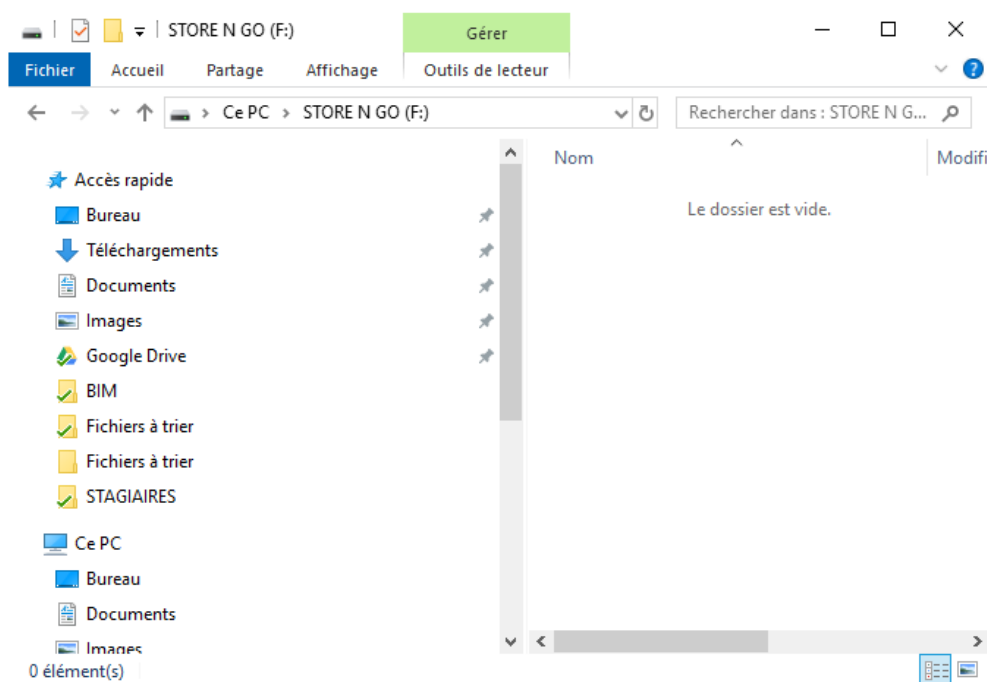 STORE N GO (F:)
Gérer
Fichier Accueil Partage Affichage Outils de lecteur
Ce PC STORE N GO (F:) Rechercher dans : STORE N G...
Nom Modifi
Le dossier est vide.
Accès rapide
Bureau
Téléchargements
Documents
Images
Google Drive
BIM
Fichiers à trier
Fichiers à trier
STAGIAIRES
Ce PC
Bureau
Documents
Images
0 élément(s)